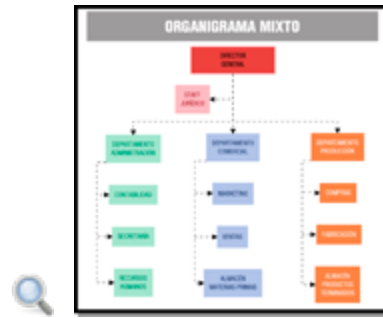 ORGANIGRAMA MIXTO
DIRECTOR
GENERAL
STAFF
JURÍDICO
DEPARTAMENTO
ADMINISTRACIÓN
DEPARTAMENTO
COMERCIAL
DEPARTAMENTO
PRODUCCIÓN
CONTABILIDAD
MARKETING
COMPRAS
SECRETARÍA
VENTAS
FABRICACIÓN
RECURSOS
HUMANOS
ALMACÉN
MATERIAS PRIMAS
ALMACÉN
PRODUCTOS
TERMINADOS